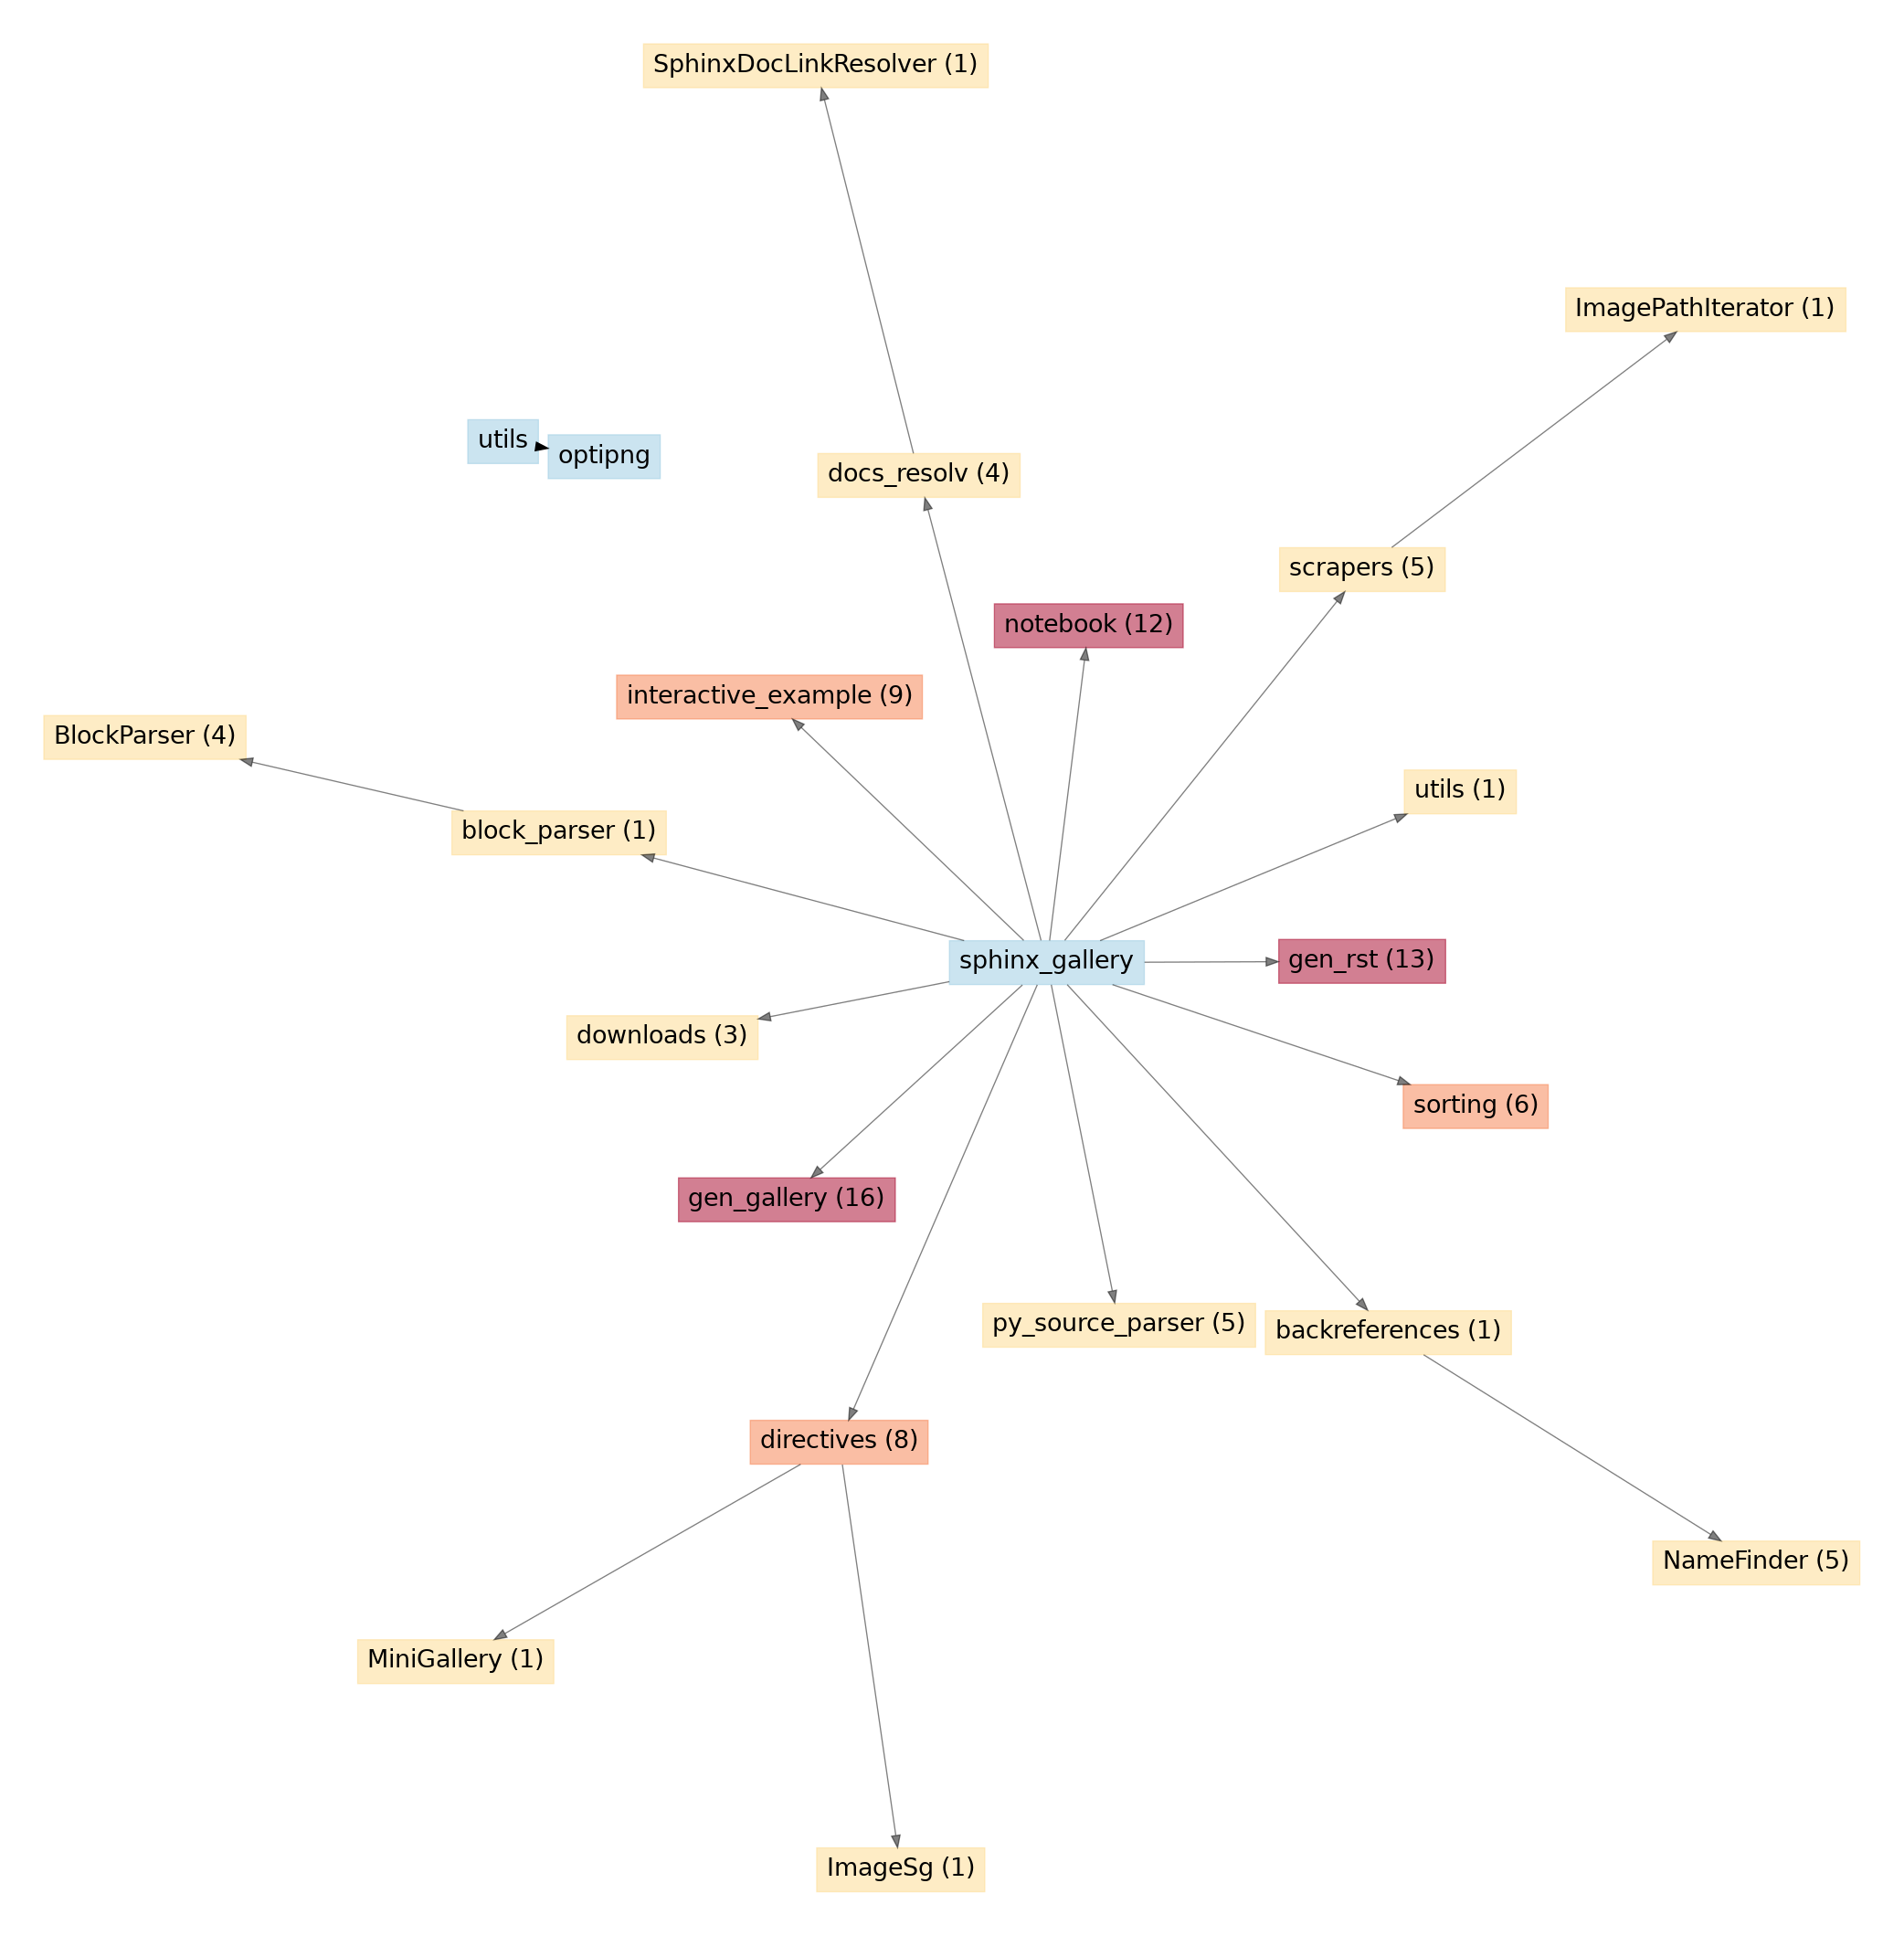 SphinxDocLinkResolver (1)
ImagePathIterator (1)
utils
optipng
docs_resolv (4)
scrapers (5)
notebook (12)
interactive_example (9)
BlockParser (4)
utils (1)
block_parser (1)
sphinx_gallery
gen_rst (13)
downloads (3)
sorting (6)
gen_gallery (16)
py_source_parser (5)
backreferences (1)
directives (8)
NameFinder (5)
MiniGallery (1)
ImageSg (1)